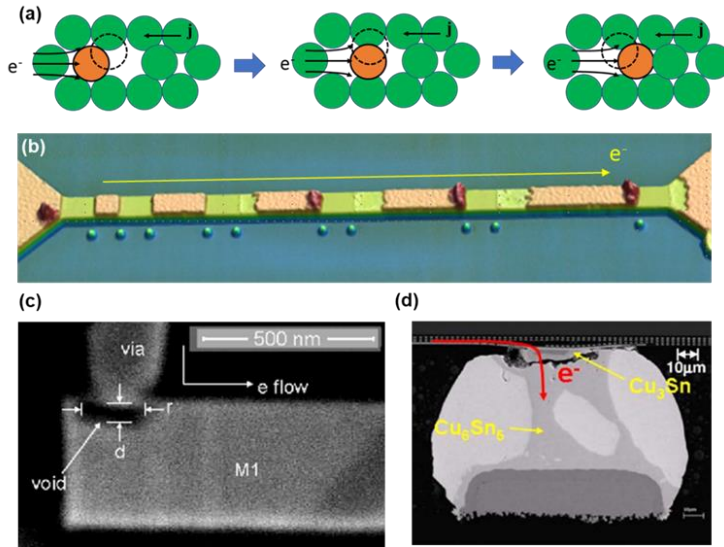 (a)
j
j
j
e-
e-
e-
(b)
e-
(c)
500 nm
via
e flow
r
d
void
M1
(d)
10μm
e-
Cu3Sn
Cu6Sn5